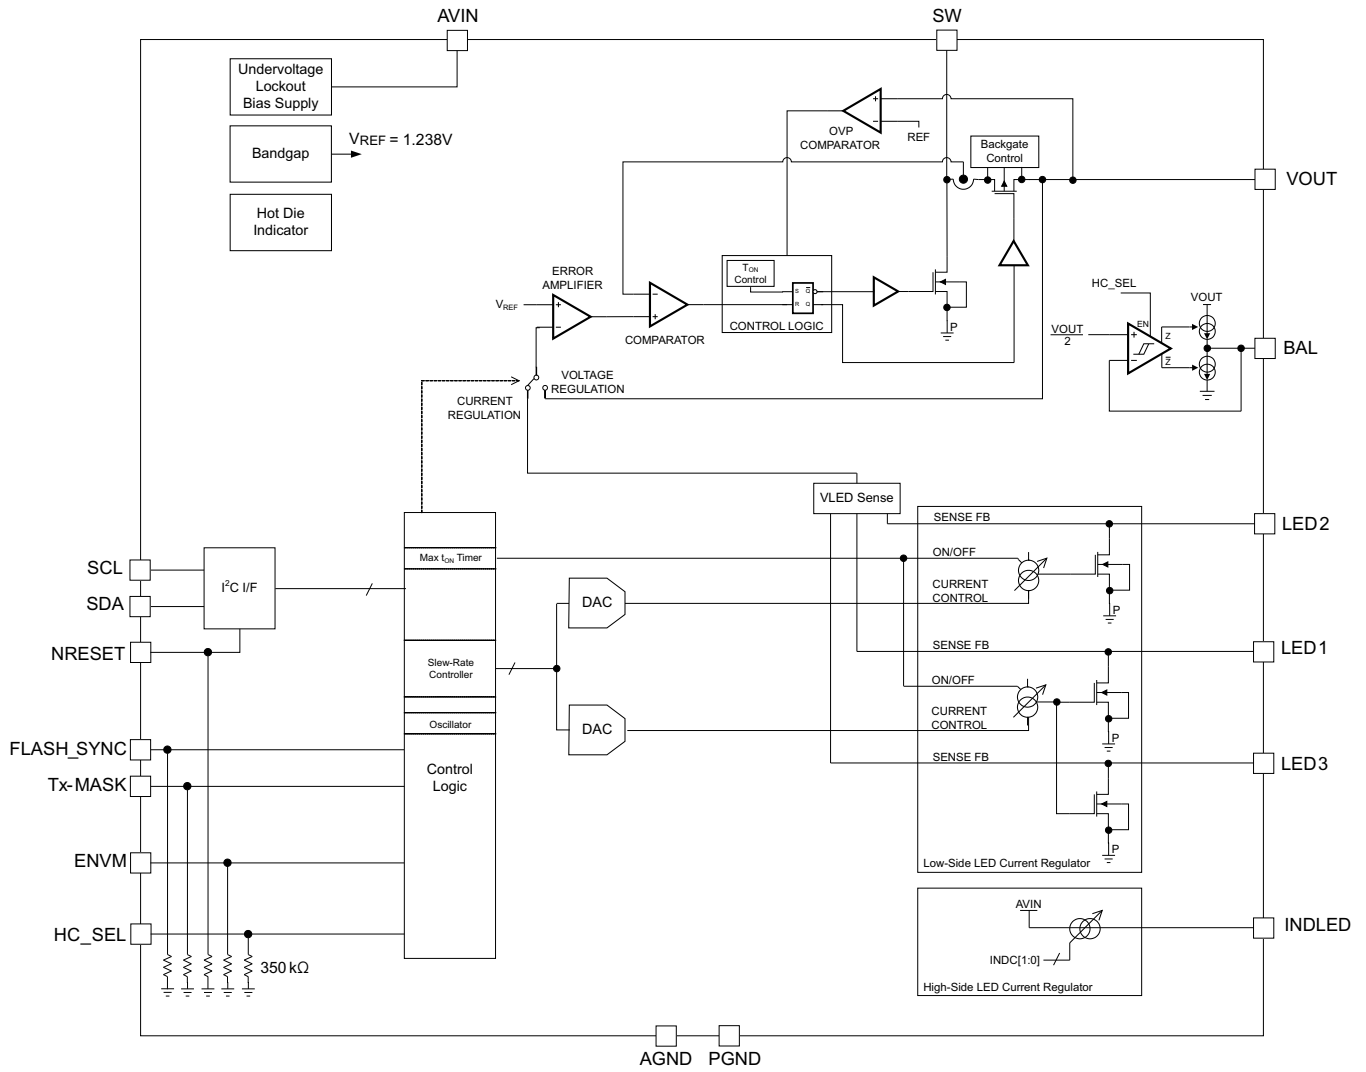 AVIN
SW
Undervoltage
Lockout
Bias Supply
Bandgap
VREF = 1.238V
Hot Die
Indicator
OVP
COMPARATOR
+
−
REF
Backgate
Control
VOUT
ERROR
AMPLIFIER
VREF
+
−
−
+
COMPARATOR
TON
Control
S
Q̅
R
Q
CONTROL LOGIC
P
HC_SEL
EN
VOUT
2
+
−
Z
Z̅
VOUT
BAL
VOLTAGE
REGULATION
CURRENT
REGULATION
VLED Sense
SENSE FB
LED2
ON/OFF
CURRENT
CONTROL
P
SENSE FB
LED1
ON/OFF
CURRENT
CONTROL
P
SENSE FB
LED3
P
Low-Side LED Current Regulator
SCL
SDA
I²C I/F
NRESET
Max tON Timer
Slew-Rate
Controller
Oscillator
Control
Logic
DAC
DAC
FLASH_SYNC
Tx-MASK
ENVM
HC_SEL
350 kΩ
AVIN
INDC[1:0]
INDLED
High-Side LED Current Regulator
AGND
PGND